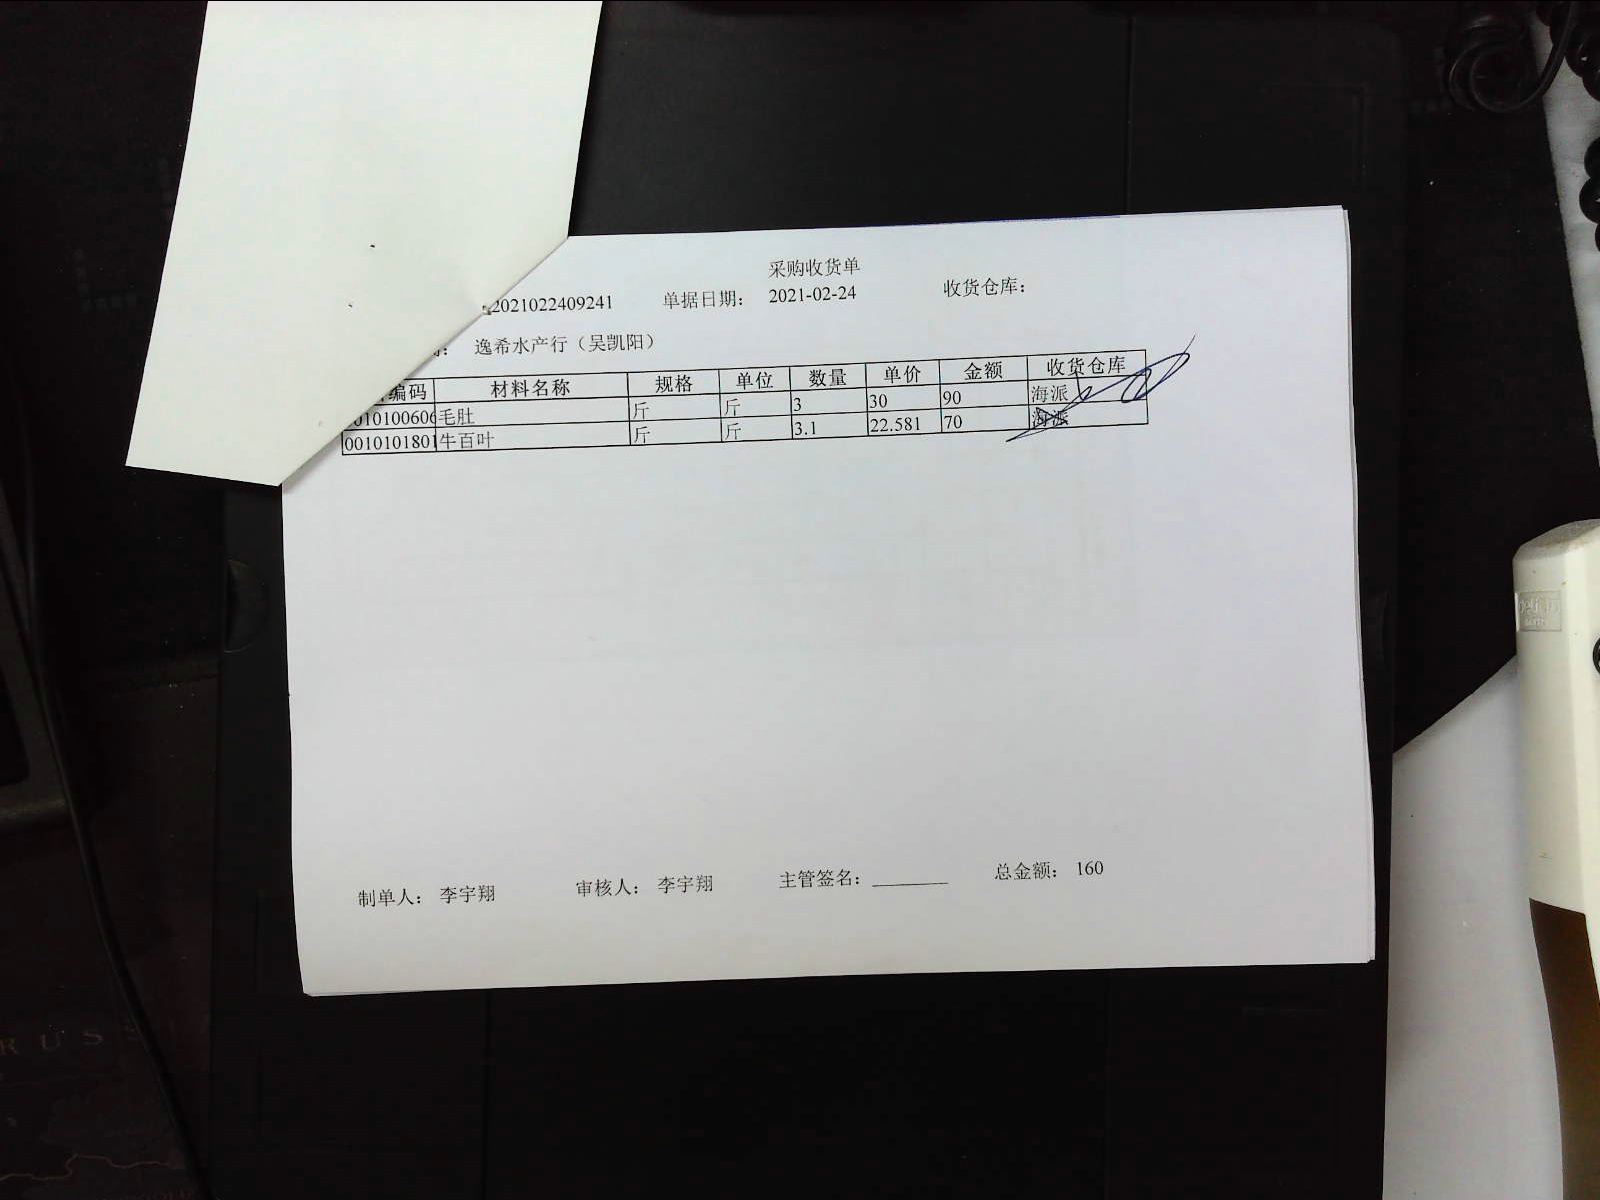 采购收货单
2021022409241 单据日期： 2021-02-24 收货仓库：
逸希水产行（吴凯阳）
编码 材料名称 规格 单位 数量 单价 金额 收货仓库
010100606 毛肚 斤 斤 3 30 90 海派
0010101801 牛百叶 斤 斤 3.1 22.581 70 海派
制单人： 李宇翔 审核人： 李宇翔 主管签名：________ 总金额： 160